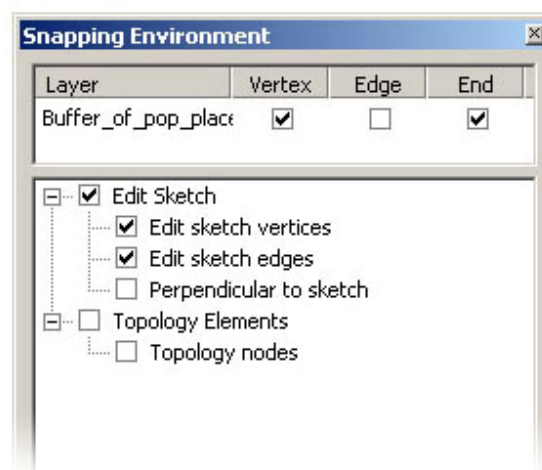 Snapping Environment
Layer Vertex Edge End
Buffer_of_pop_place
Edit Sketch
Edit sketch vertices
Edit sketch edges
Perpendicular to sketch
Topology Elements
Topology nodes